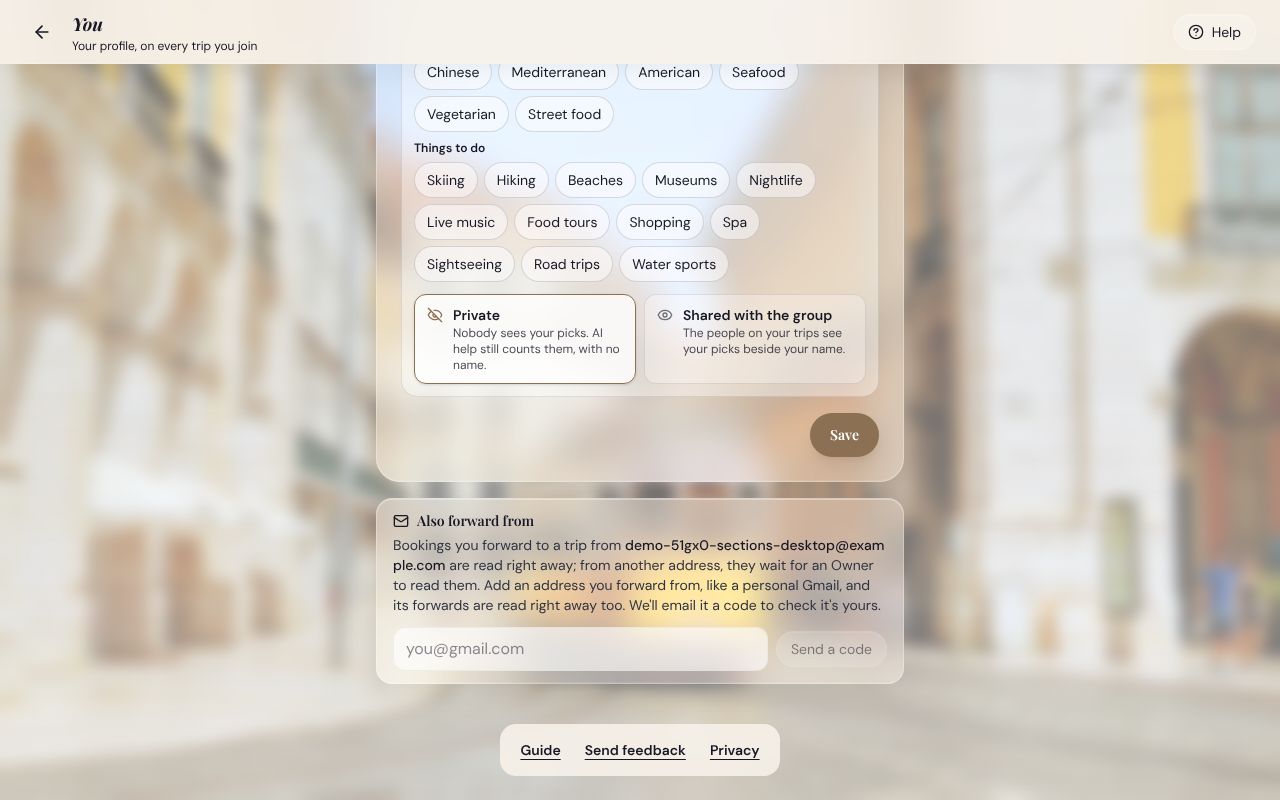 You
Your profile, on every trip you join
Help
Chinese
Mediterranean
American
Seafood
Vegetarian
Street food
Things to do
Skiing
Hiking
Beaches
Museums
Nightlife
Live music
Food tours
Shopping
Spa
Sightseeing
Road trips
Water sports
Private
Nobody sees your picks. AI
help still counts them, with no
name.
Shared with the group
The people on your trips see
your picks beside your name.
Save
Also forward from
Bookings you forward to a trip from demo-51gx0-sections-desktop@exam
ple.com are read right away; from another address, they wait for an Owner
to read them. Add an address you forward from, like a personal Gmail, and
its forwards are read right away too. We'll email it a code to check it's yours.
you@gmail.com
Send a code
Guide
Send feedback
Privacy